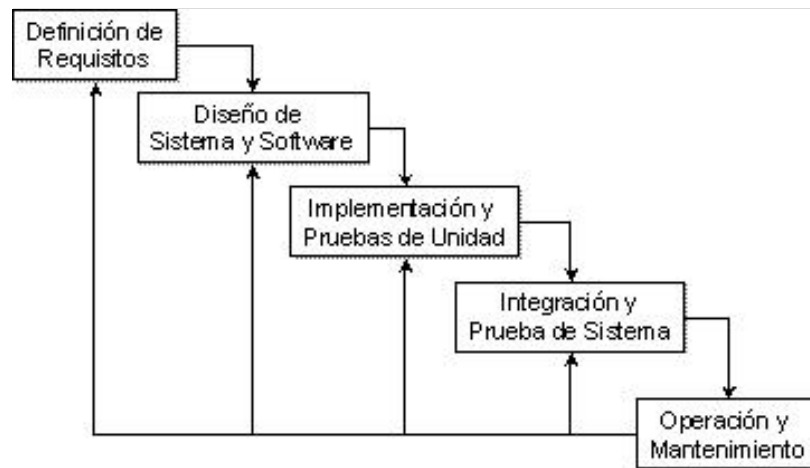 Definición de
Requisitos
Diseño de
Sistema y Software
Implementación y
Pruebas de Unidad
Integración y
Prueba de Sistema
Operación y
Mantenimiento